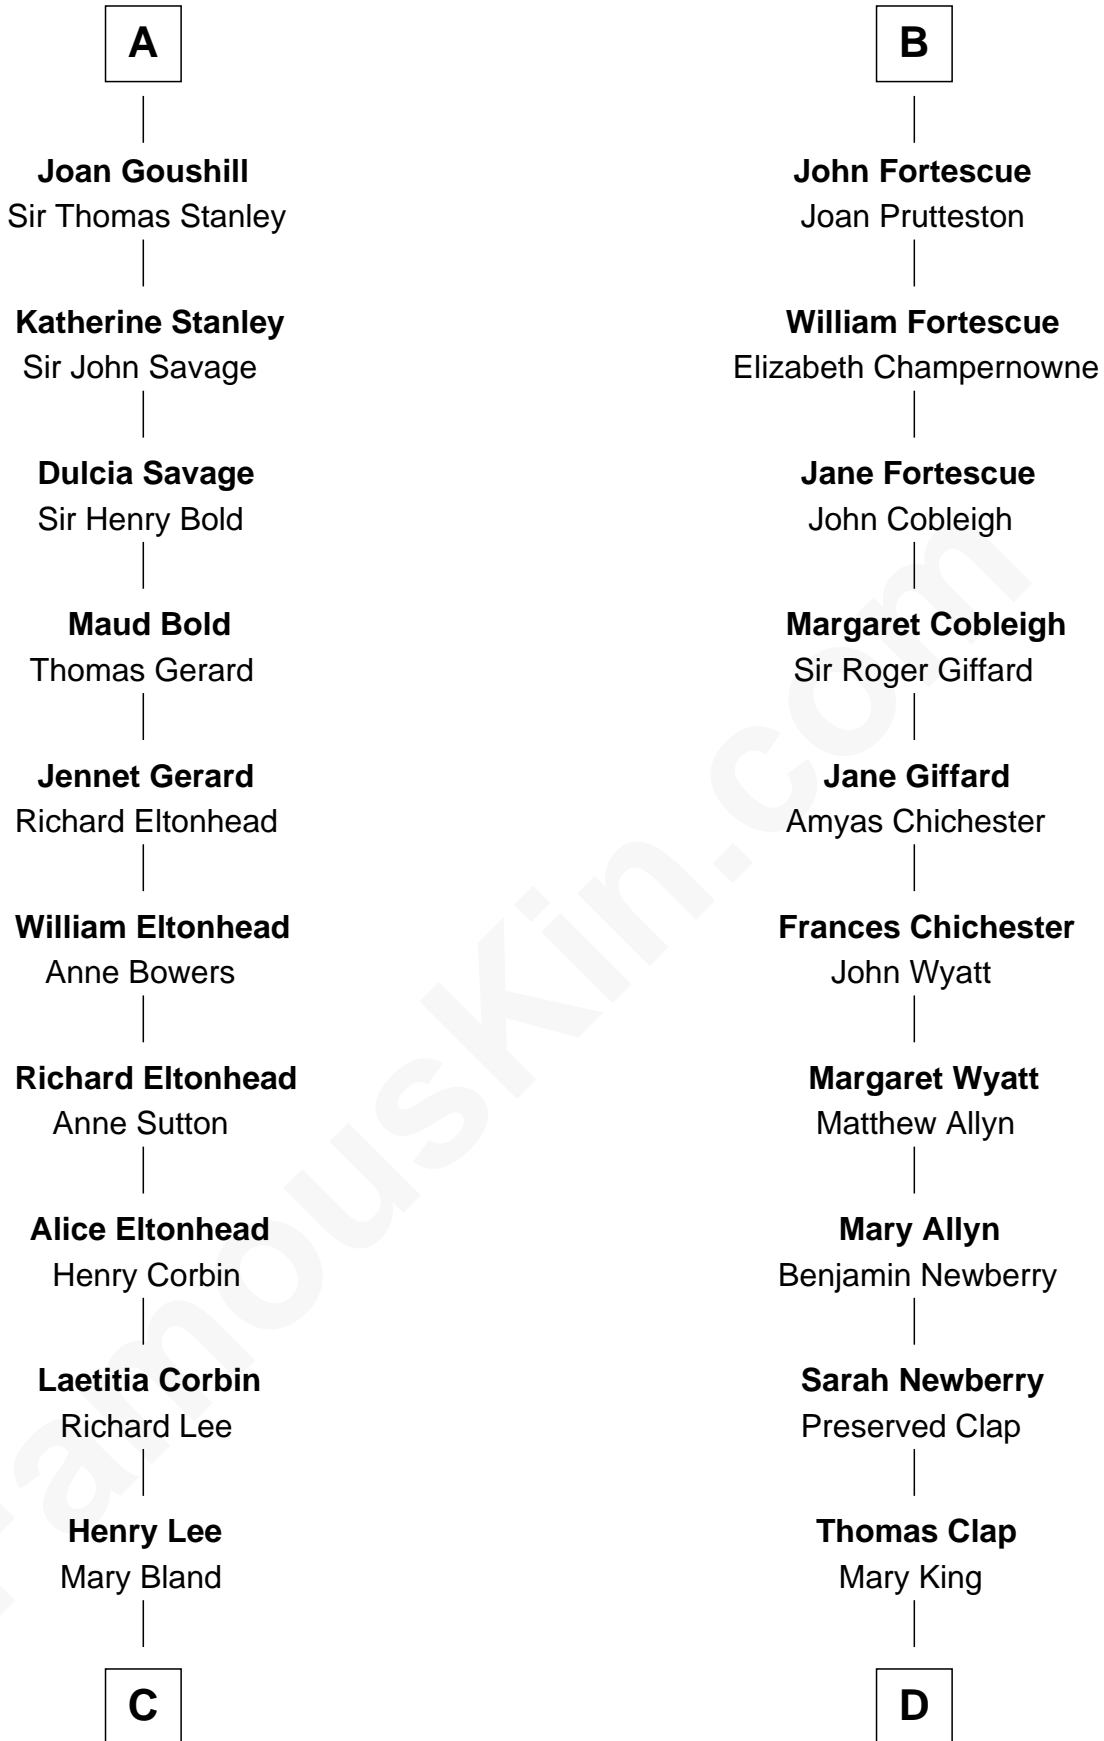 A
Joan Goushill
Sir Thomas Stanley
Katherine Stanley
Sir John Savage
Dulcia Savage
Sir Henry Bold
Maud Bold
Thomas Gerard
Jennet Gerard
Richard Eltonhead
William Eltonhead
Anne Bowers
Richard Eltonhead
Anne Sutton
Alice Eltonhead
Henry Corbin
Laetitia Corbin
Richard Lee
Henry Lee
Mary Bland
C
B
John Fortescue
Joan Prutteston
William Fortescue
Elizabeth Champernowne
Jane Fortescue
John Cobleigh
Margaret Cobleigh
Sir Roger Giffard
Jane Giffard
Amyas Chichester
Frances Chichester
John Wyatt
Margaret Wyatt
Matthew Allyn
Mary Allyn
Benjamin Newberry
Sarah Newberry
Preserved Clap
Thomas Clap
Mary King
D
FamousKin.com